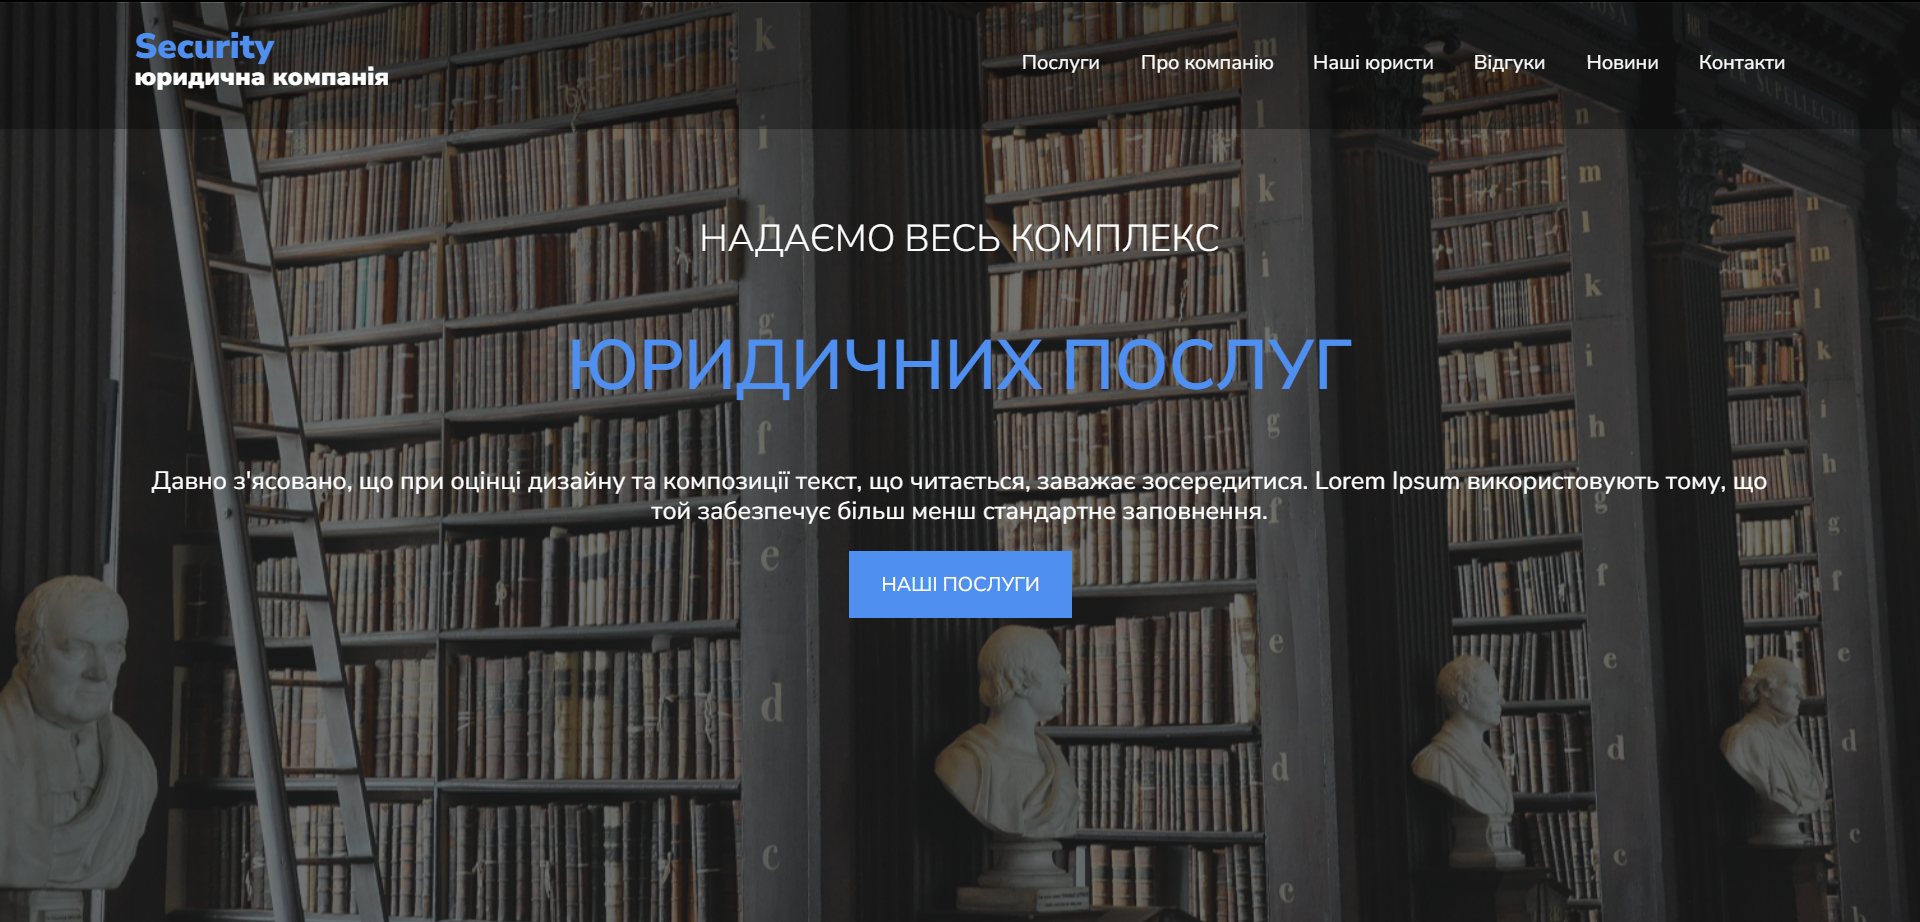 Security
юридична компанія
Послуги Про компанію Наші юристи Відгуки Новини Контакти
НАДАЄМО ВЕСЬ КОМПЛЕКС
ЮРИДИЧНИХ ПОСЛУГ
Давно з'ясовано, що при оцінці дизайну та композиції текст, що читається, заважає зосередитися. Lorem Ipsum використовують тому, що
той забезпечує більш менш стандартне заповнення.
НАШІ ПОСЛУГИ